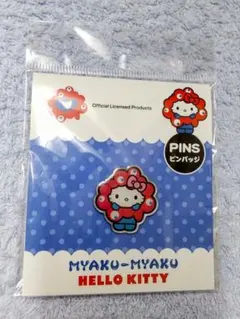 Official Licensed Products
PINS
ピンバッジ
MYAKU-MYAKU
HELLO KITTY